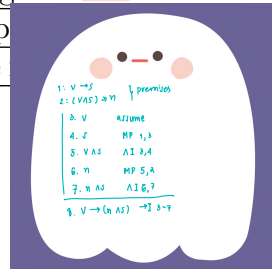 1: V → S } premises
2: (V∧S) → n
3. V assume
4. S MP 1,3
5. V ∧ S ∧I 3,4
6. n MP 5,2
7. n ∧ S ∧I 6,7
8. V → (n ∧ S) →I 3-7